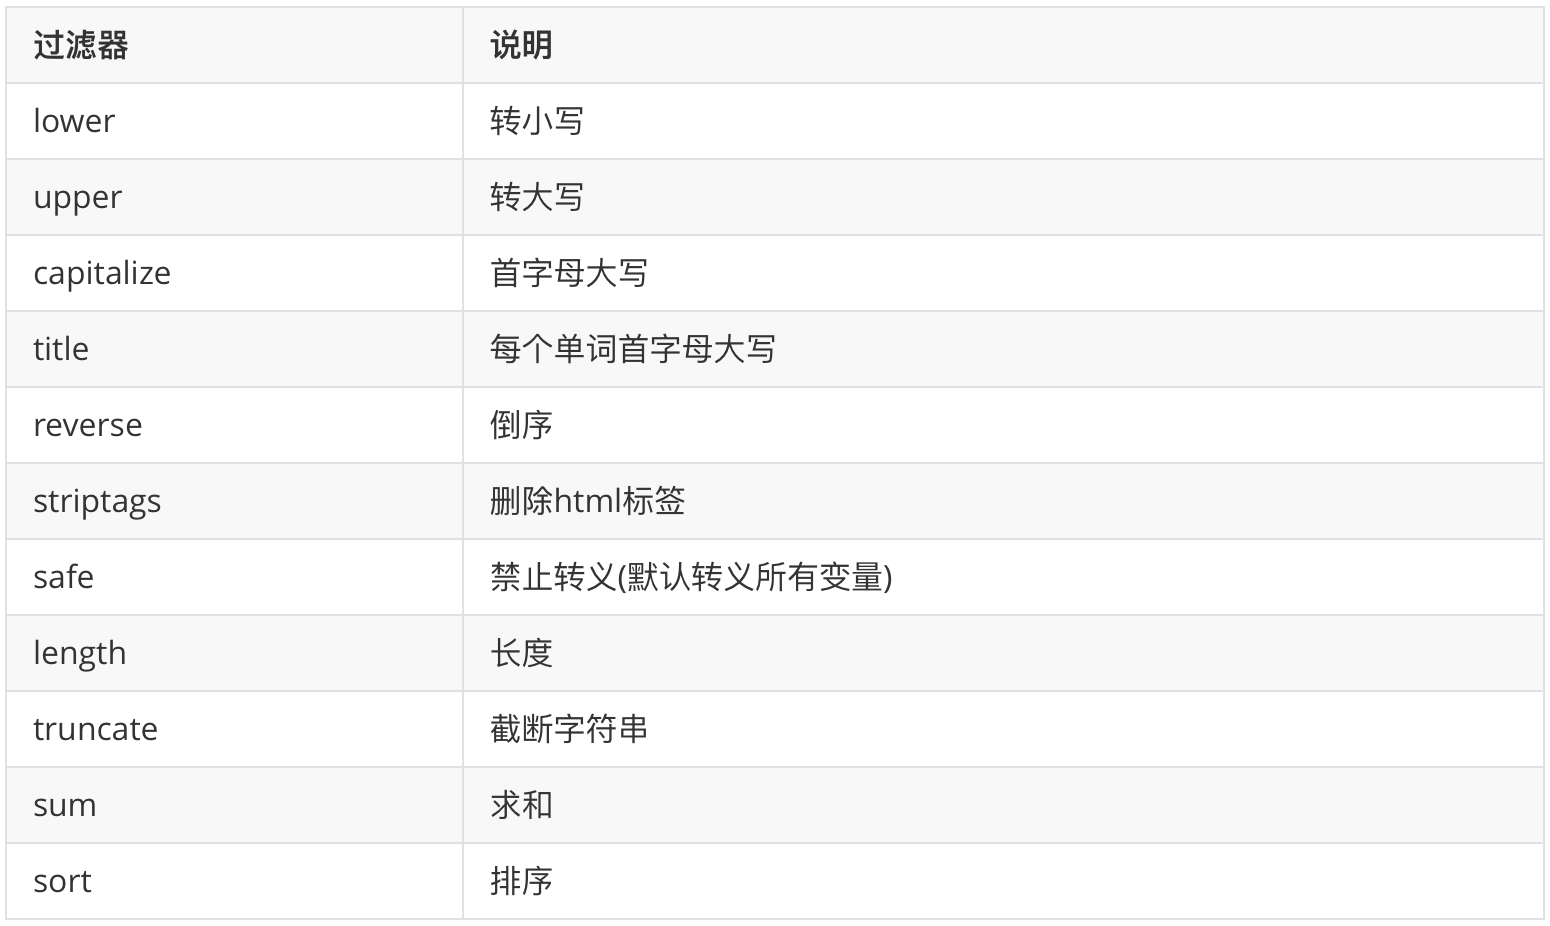 过滤器 说明
lower 转小写
upper 转大写
capitalize 首字母大写
title 每个单词首字母大写
reverse 倒序
striptags 删除html标签
safe 禁止转义(默认转义所有变量)
length 长度
truncate 截断字符串
sum 求和
sort 排序